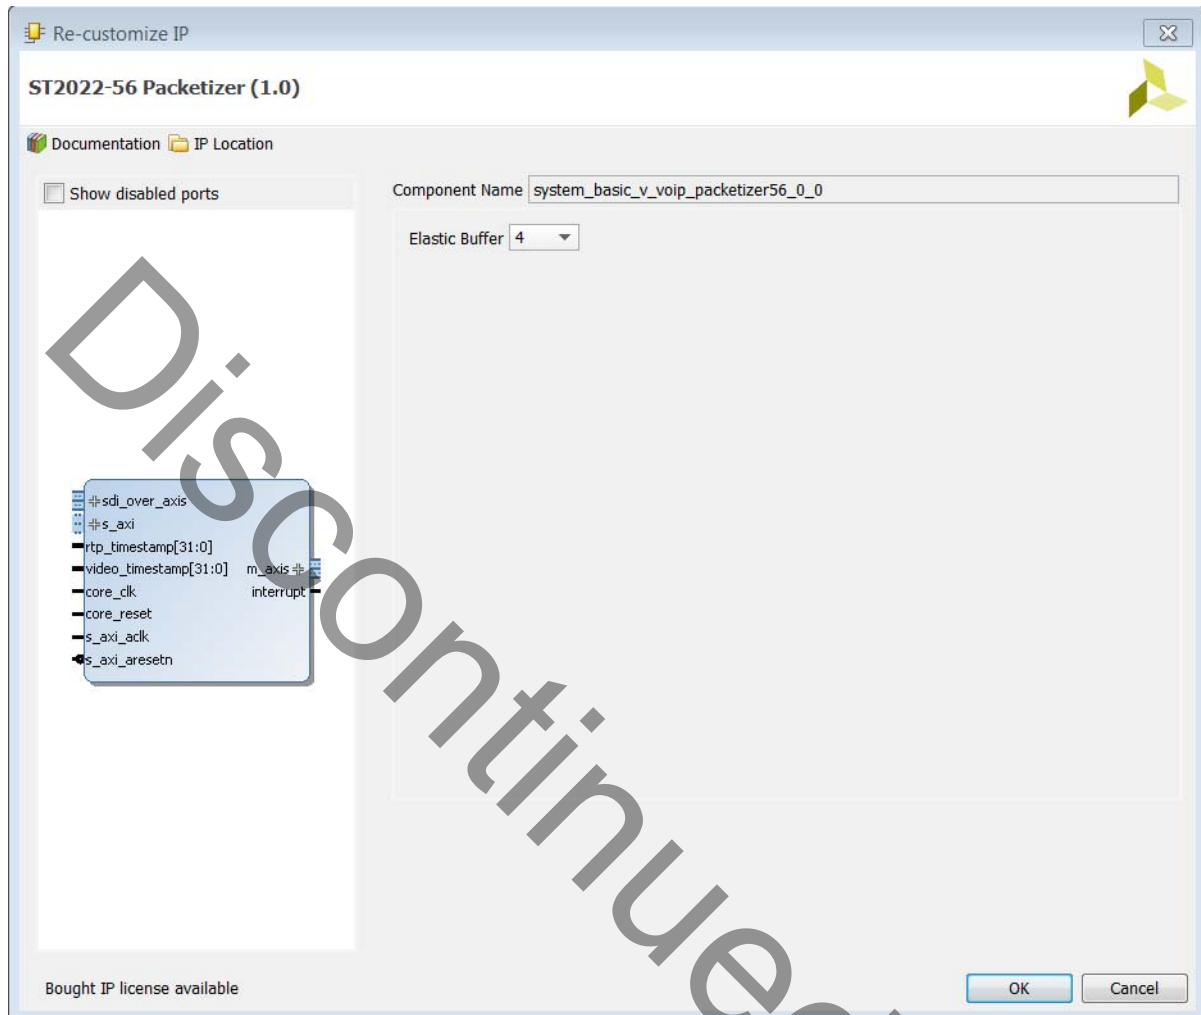 Re-customize IP
ST2022-56 Packetizer (1.0)
Documentation IP Location
Show disabled ports
Component Name system_basic_v_voip_packetizer56_0_0
Elastic Buffer 4
sdi_over_axis
s_axi
rtp_timestamp[31:0]
video_timestamp[31:0] m_axis
core_clk interrupt
core_reset
s_axi_aclk
s_axi_aresetn
Bought IP license available
OK Cancel
Discontinued